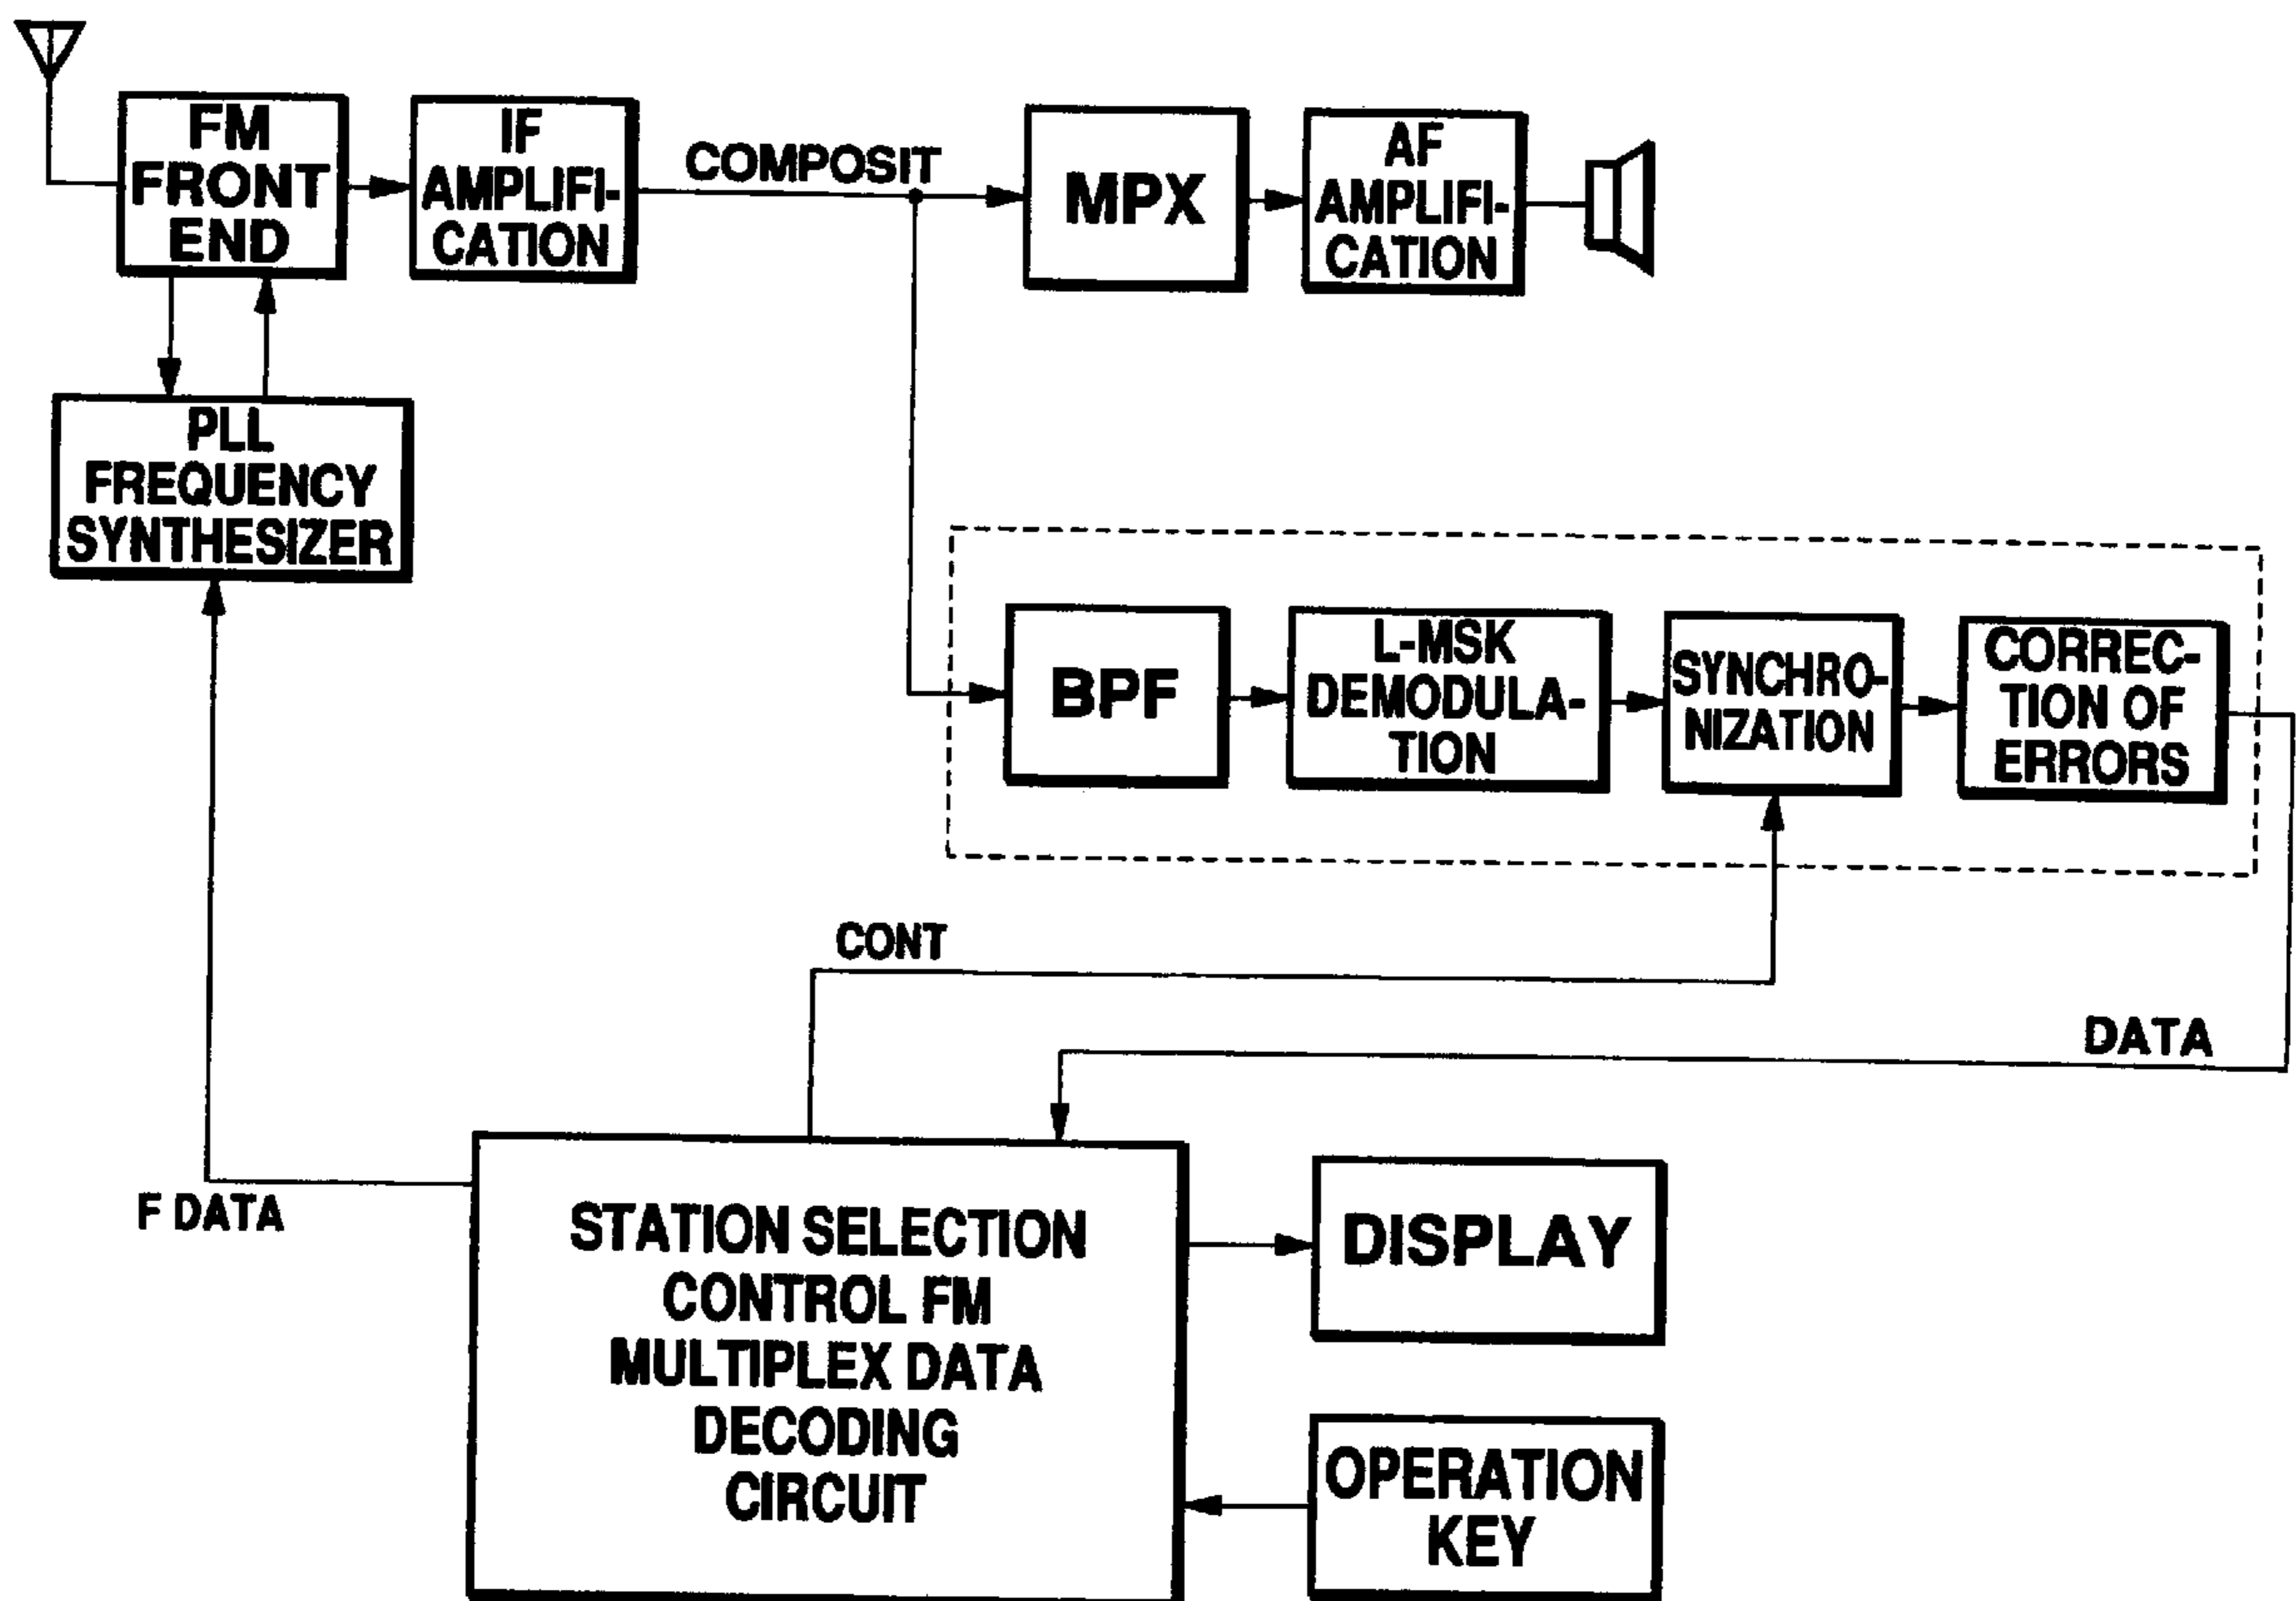 FM
FRONT
END
IF
AMPLIFI-
CATION
COMPOSIT
MPX
AF
AMPLIFI-
CATION
PLL
FREQUENCY
SYNTHESIZER
BPF
L-MSK
DEMODULA-
TION
SYNCHRO-
NIZATION
CORREC-
TION OF
ERRORS
CONT
DATA
F DATA
STATION SELECTION
CONTROL FM
MULTIPLEX DATA
DECODING
CIRCUIT
DISPLAY
OPERATION
KEY